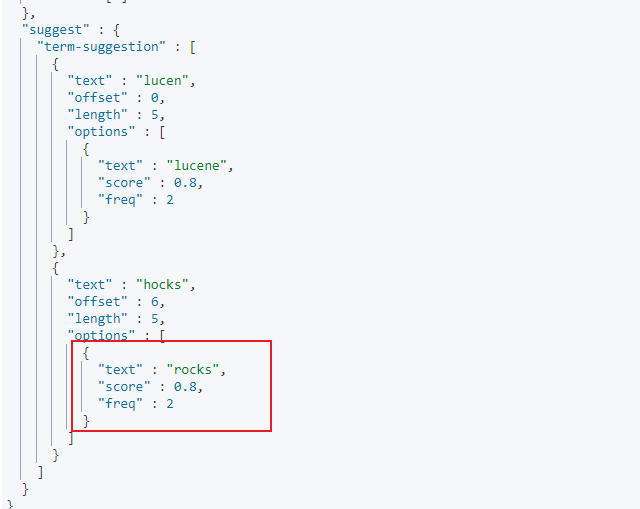 },
"suggest" : {
"term-suggestion" : [
{
"text" : "lucen",
"offset" : 0,
"length" : 5,
"options" : [
{
"text" : "lucene",
"score" : 0.8,
"freq" : 2
}
]
},
{
"text" : "hocks",
"offset" : 6,
"length" : 5,
"options" : [
{
"text" : "rocks",
"score" : 0.8,
"freq" : 2
}
]
}
]
}
}